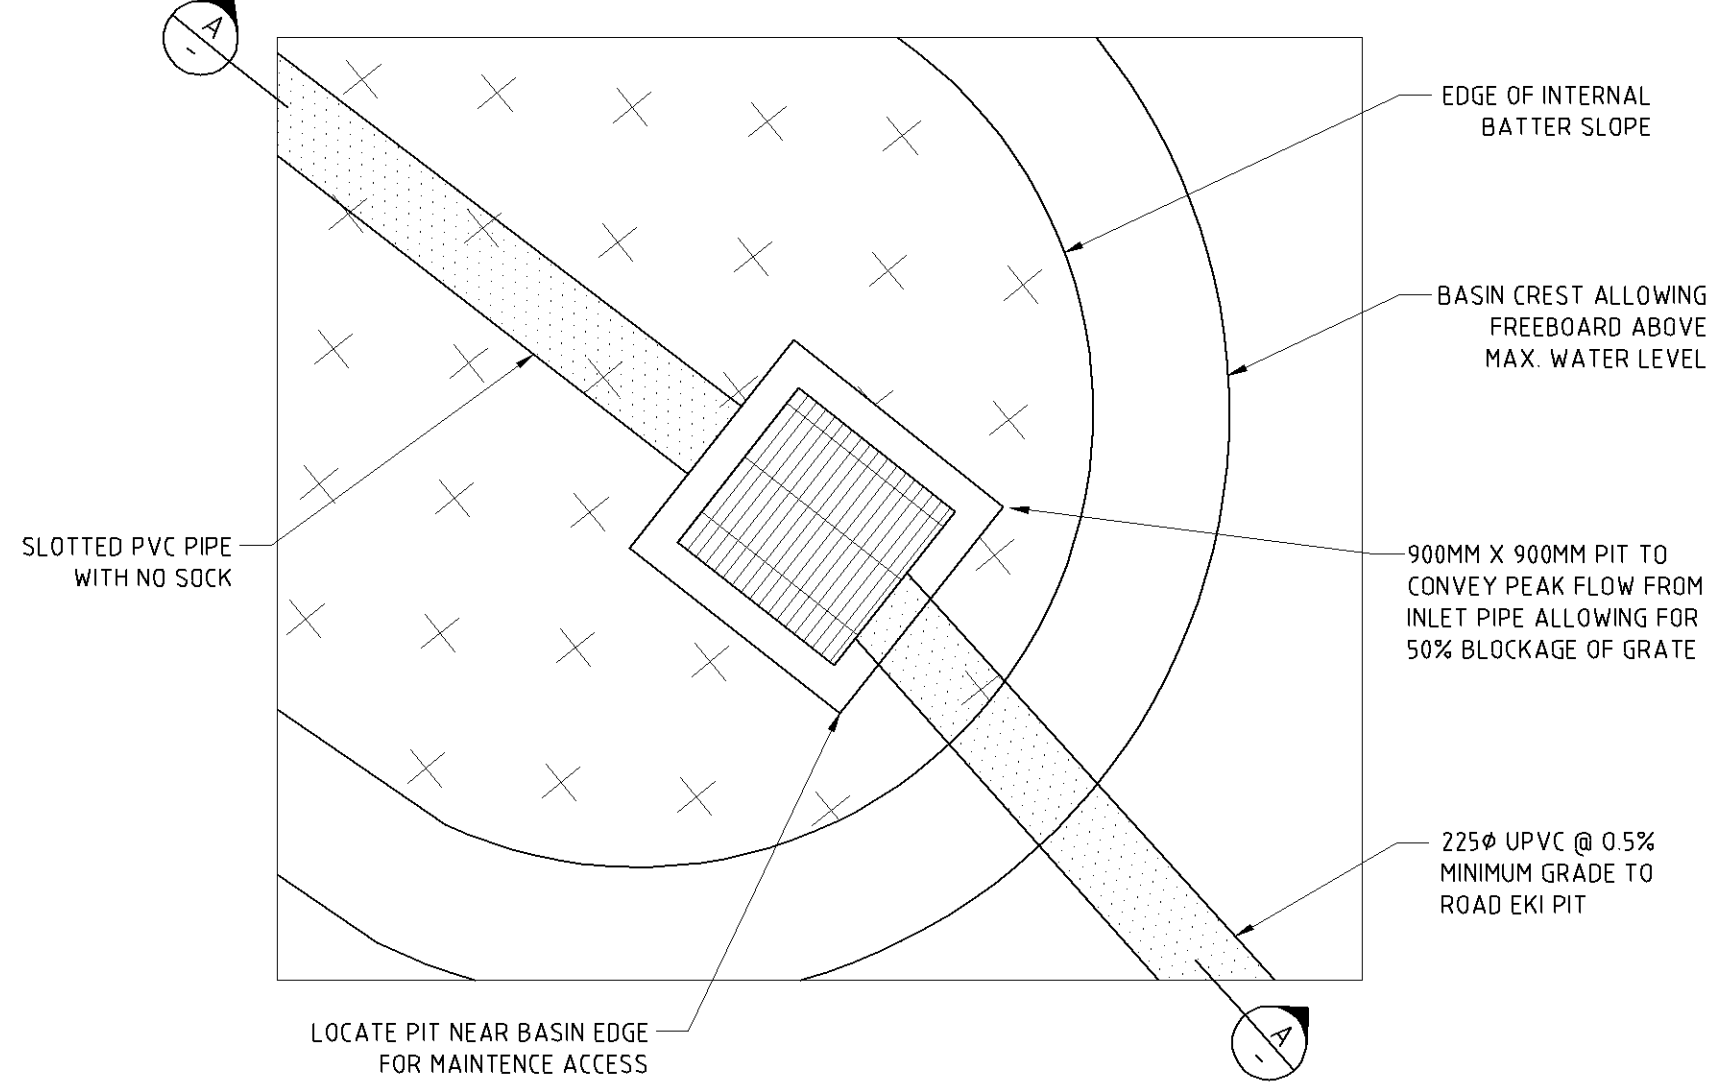 A
-
EDGE OF INTERNAL
BATTER SLOPE
BASIN CREST ALLOWING
FREEBOARD ABOVE
MAX. WATER LEVEL
SLOTTED PVC PIPE
WITH NO SOCK
900MM X 900MM PIT TO
CONVEY PEAK FLOW FROM
INLET PIPE ALLOWING FOR
50% BLOCKAGE OF GRATE
225Φ UPVC @ 0.5%
MINIMUM GRADE TO
ROAD EKI PIT
LOCATE PIT NEAR BASIN EDGE
FOR MAINTENCE ACCESS
A
-